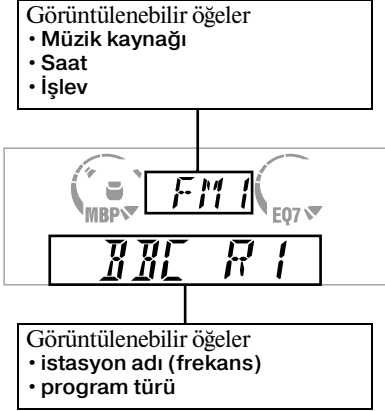 Görüntülenebilir öğeler
• Müzik kaynağı
• Saat
• İşlev
FM1
MBP EQ7
BBC R1
Görüntülenebilir öğeler
• istasyon adı (frekans)
• program türü